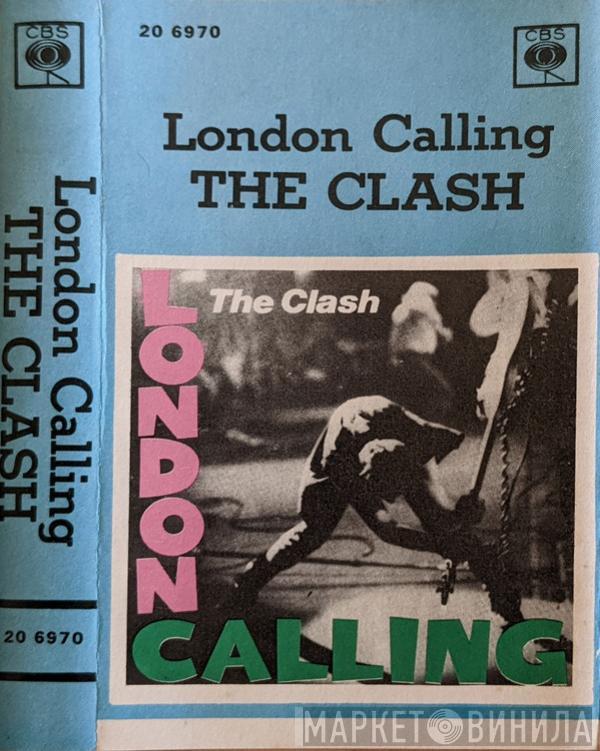 CBS
London Calling
THE CLASH
20 6970
20 6970
CBS
London Calling
THE CLASH
The Clash
LONDON
CALLING
МАРКЕТ ВИНИЛА